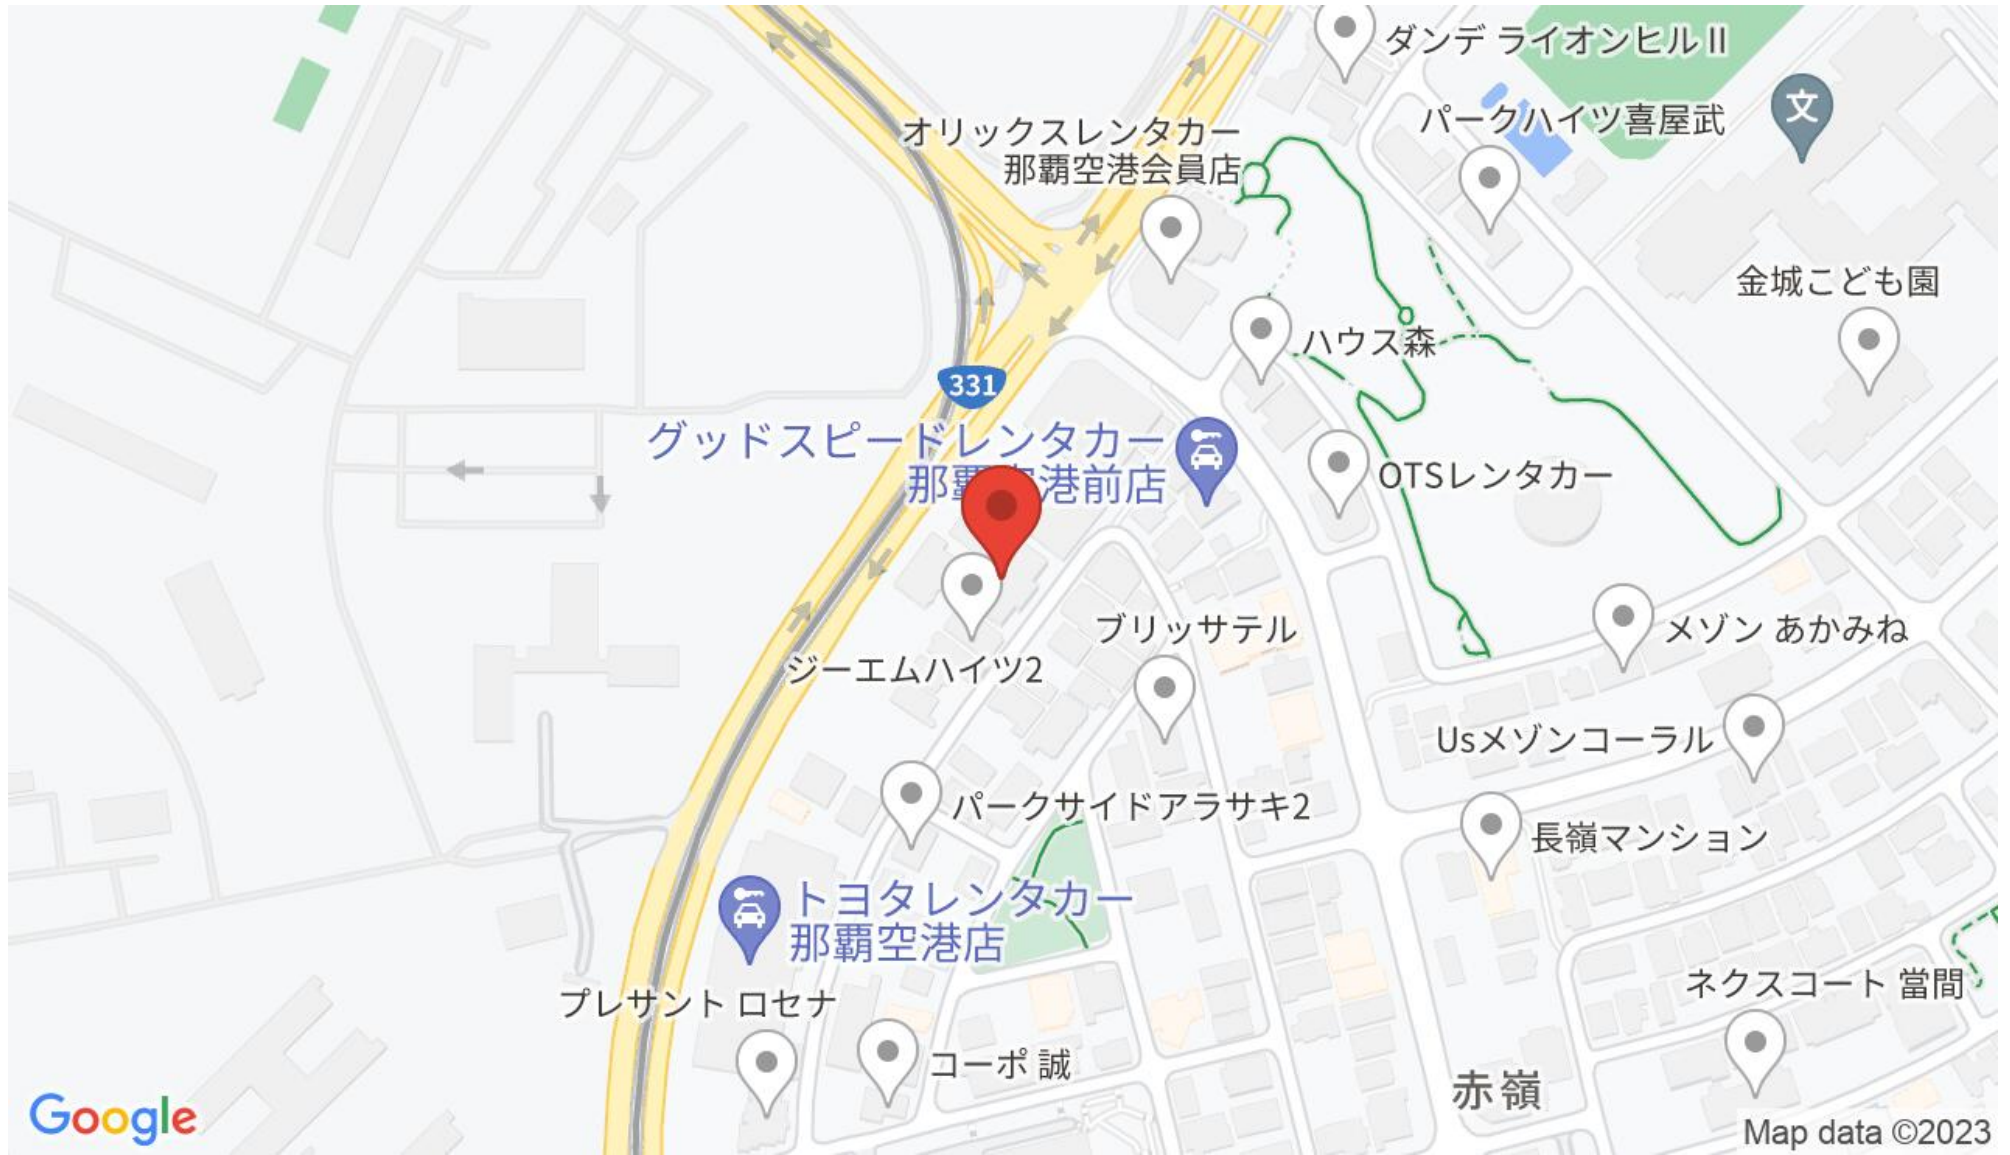 ダンデ ライオンヒル II
パークハイツ喜屋武
文
オリックスレンタカー
那覇空港会員店
金城こども園
ハウス森
331
グッドスピードレンタカー
那覇空港前店
OTSレンタカー
ブリッサテル
メゾン あかみね
ジーエムハイツ2
Usメゾンコーラル
パークサイドアラサキ2
長嶺マンション
トヨタレンタカー
那覇空港店
ネクスコート 當間
プレサント ロセナ
コーポ 誠
赤嶺
Google
Map data ©2023